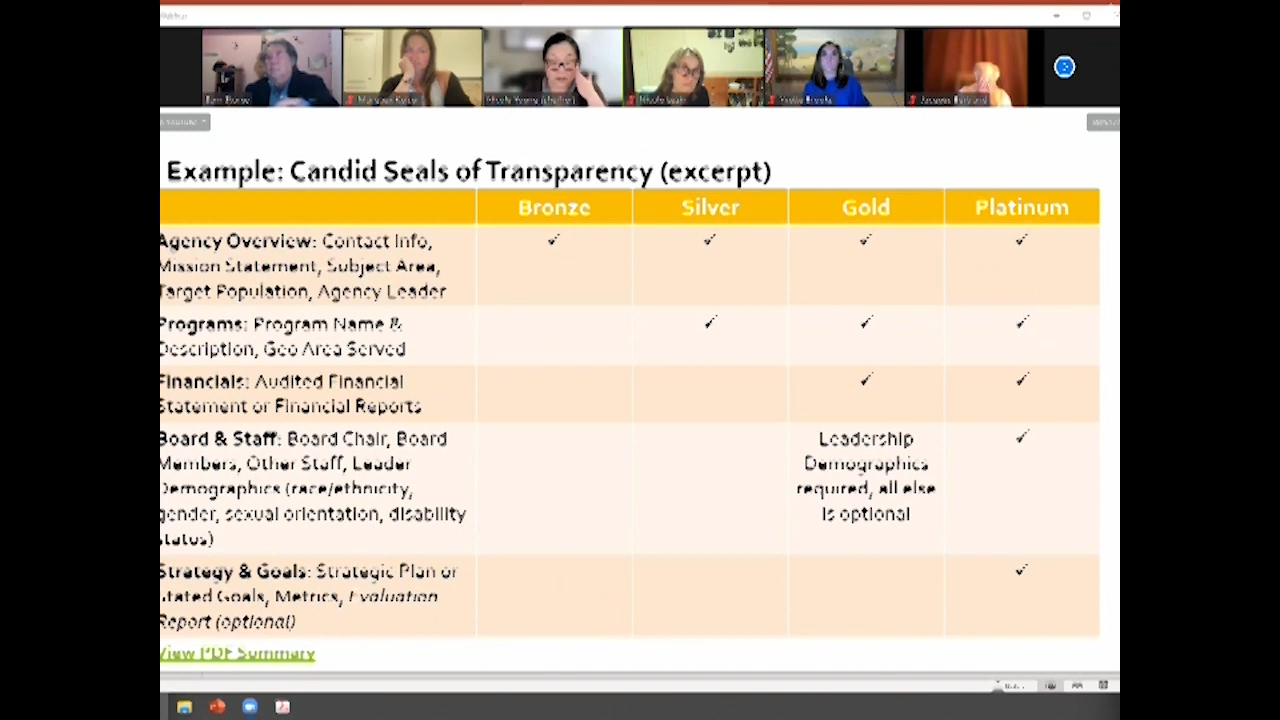 Example: Candid Seals of Transparency (excerpt)
Bronze Silver Gold Platinum
Agency Overview: Contact Info,
Mission Statement, Subject Area,
Target Population, Agency Leader
✓ ✓ ✓ ✓
Programs: Program Name &
Description, Geo Area Served
✓ ✓ ✓
Financials: Audited Financial
Statement or Financial Reports
✓ ✓
Board & Staff: Board Chair, Board
Members, Other Staff, Leader
Demographics (race/ethnicity,
gender, sexual orientation, disability
status)
Leadership
Demographics
required, all else
is optional
✓
Strategy & Goals: Strategic Plan or
Stated Goals, Metrics, Evaluation
Report (optional)
✓
View PDF Summary